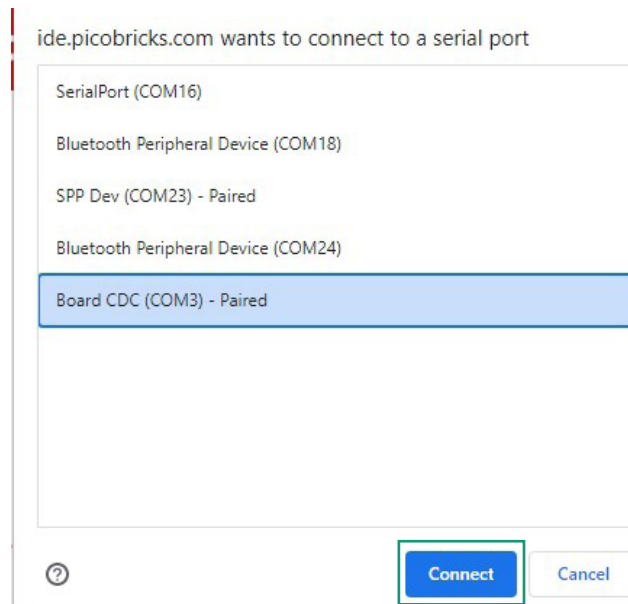 ide.picobricks.com wants to connect to a serial port
SerialPort (COM16)
Bluetooth Peripheral Device (COM18)
SPP Dev (COM23) - Paired
Bluetooth Peripheral Device (COM24)
Board CDC (COM3) - Paired
?
Connect Cancel